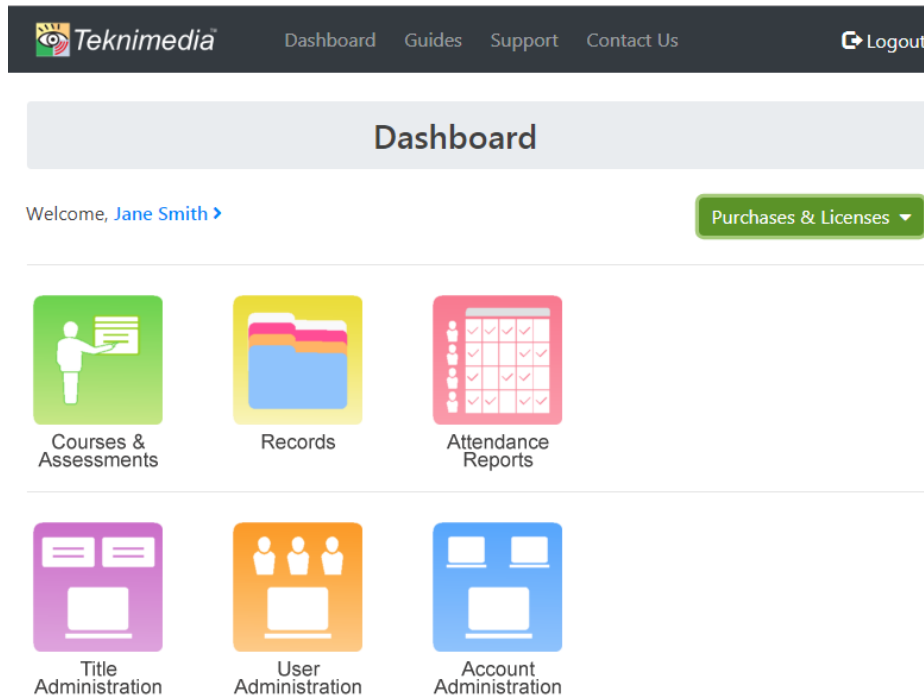 Teknimedia™ Dashboard Guides Support Contact Us Logout
Dashboard
Welcome, Jane Smith
Purchases & Licenses
Courses &
Assessments
Records
Attendance
Reports
Title
Administration
User
Administration
Account
Administration